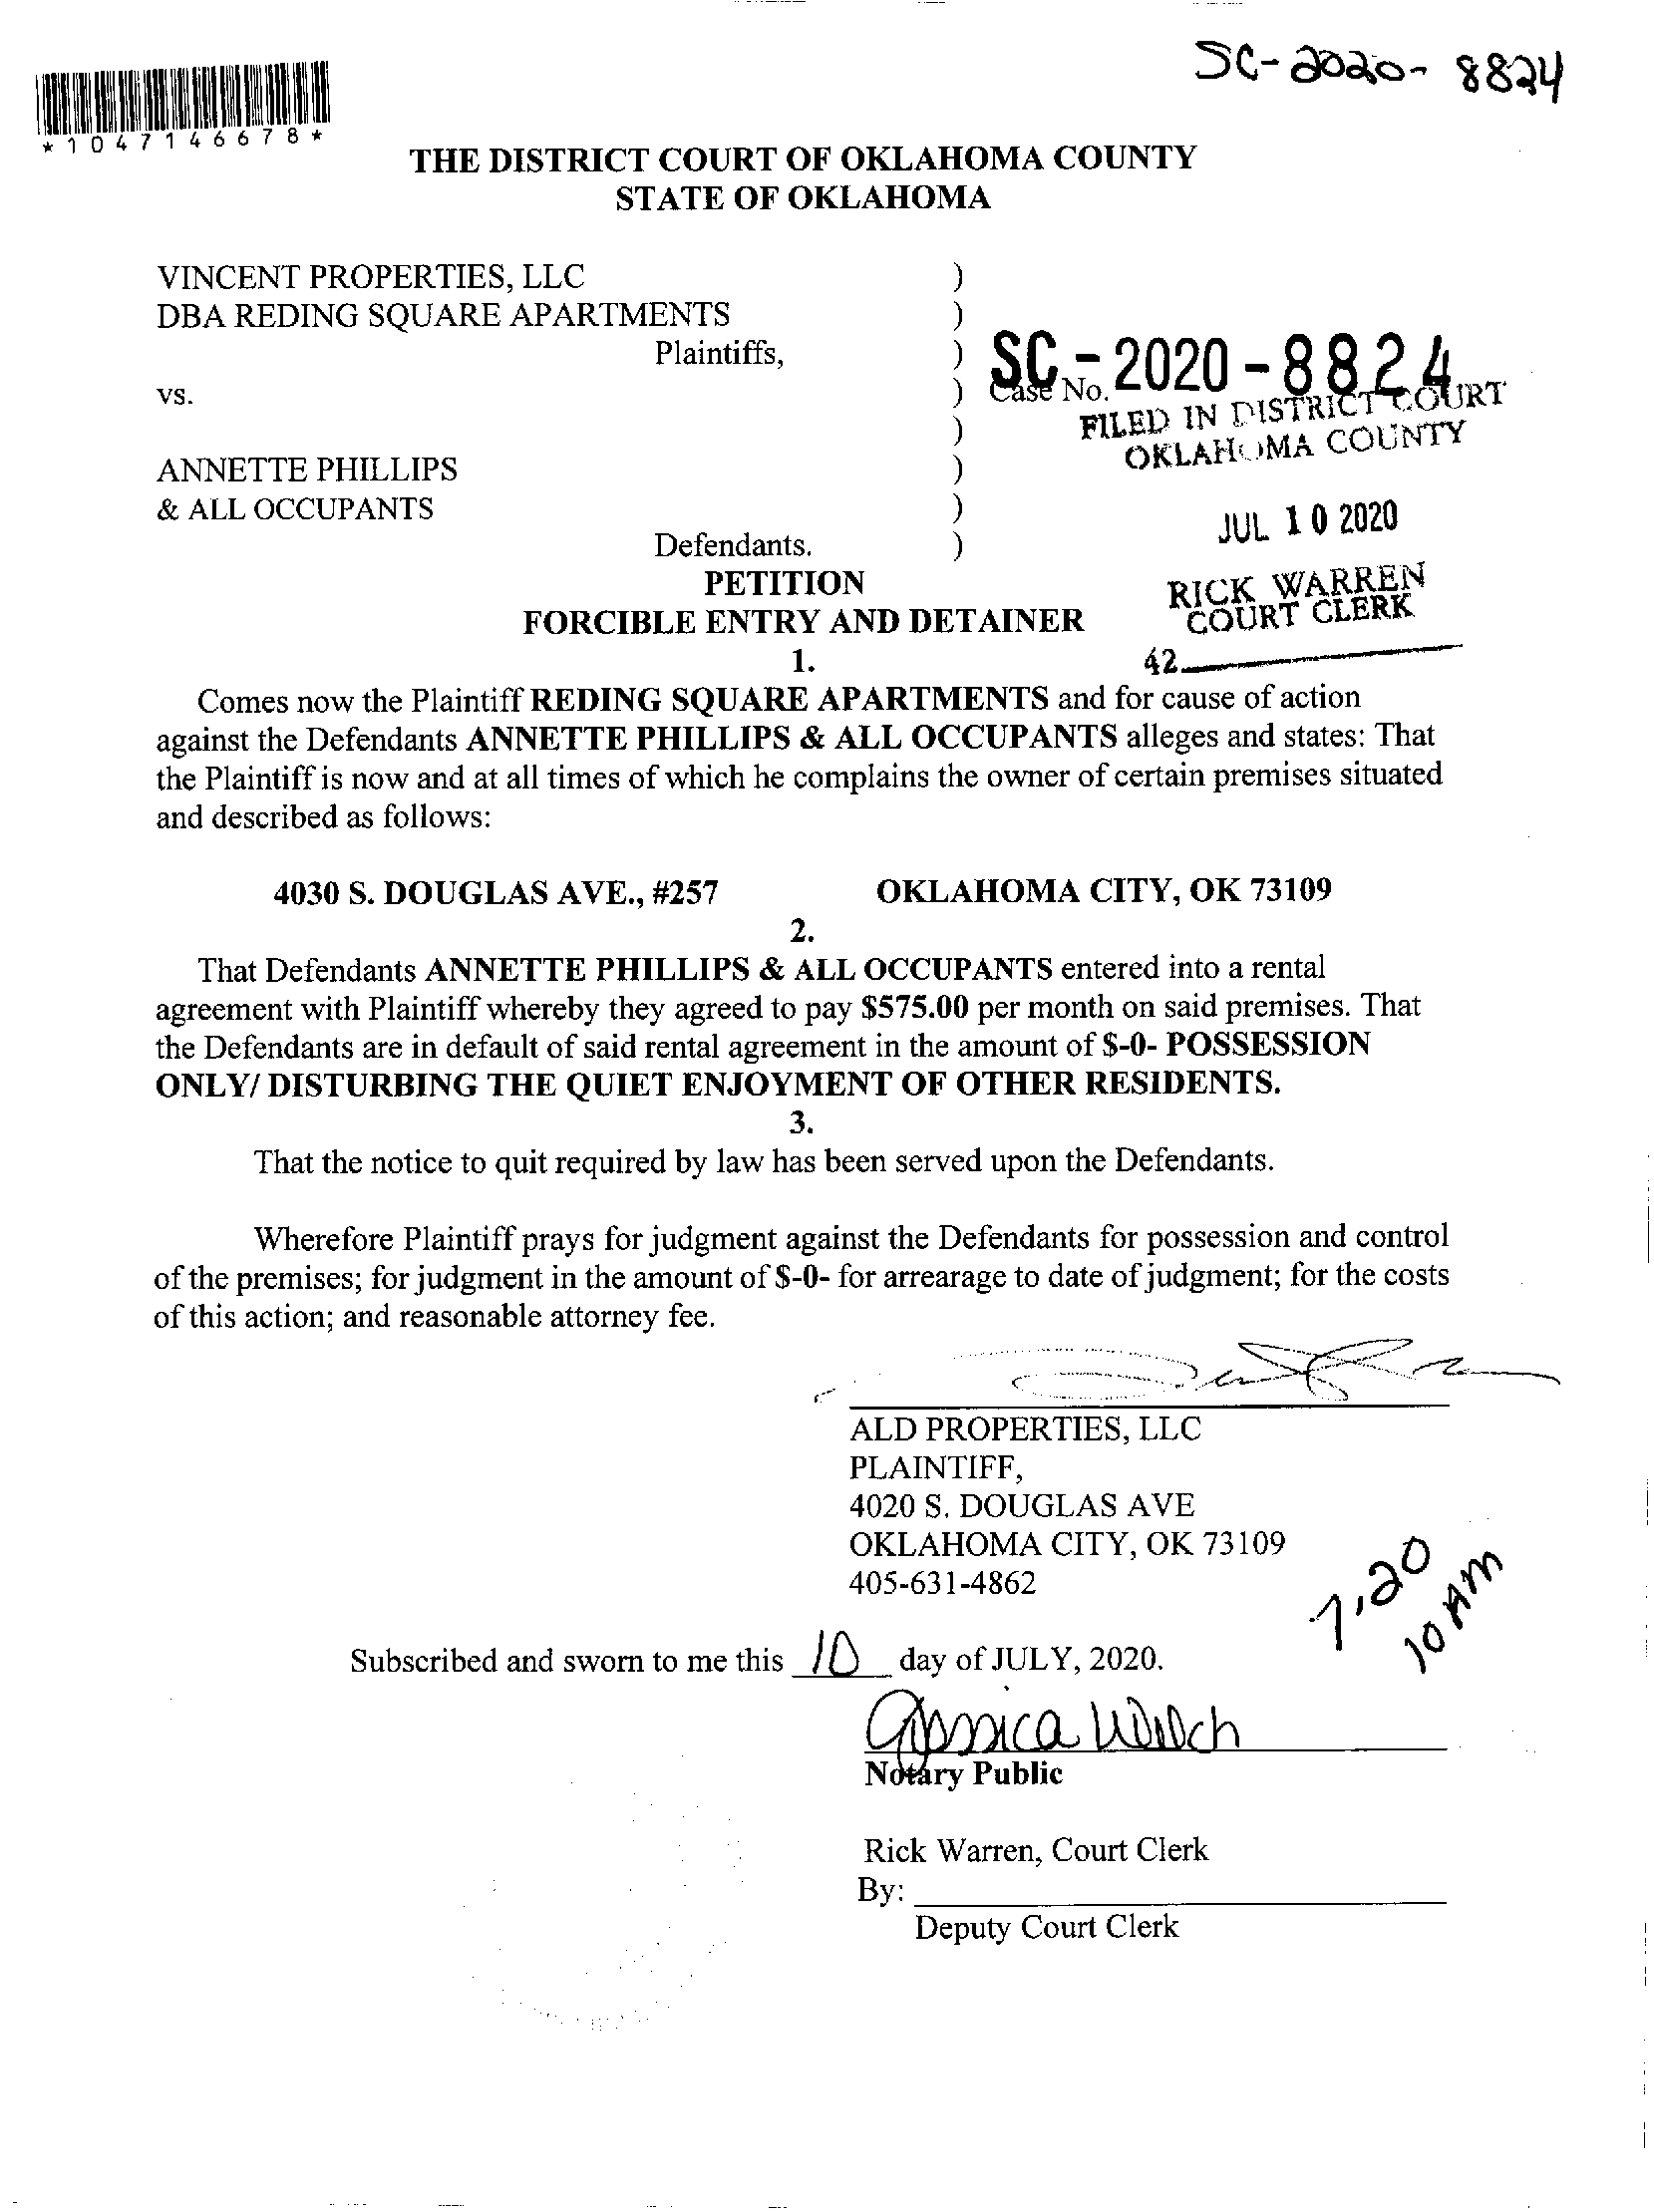 SC-2020-8824
*1047146678*
THE DISTRICT COURT OF OKLAHOMA COUNTY
STATE OF OKLAHOMA
VINCENT PROPERTIES, LLC )
DBA REDING SQUARE APARTMENTS )
Plaintiffs, )
SC-2020-8824
vs. ) Case No.
)
FILED IN DISTRICT COURT
OKLAHOMA COUNTY
ANNETTE PHILLIPS )
& ALL OCCUPANTS )
JUL 10 2020
Defendants. )
RICK WARREN
COURT CLERK
42
PETITION
FORCIBLE ENTRY AND DETAINER
1.
Comes now the Plaintiff REDING SQUARE APARTMENTS and for cause of action
against the Defendants ANNETTE PHILLIPS & ALL OCCUPANTS alleges and states: That
the Plaintiff is now and at all times of which he complains the owner of certain premises situated
and described as follows:
4030 S. DOUGLAS AVE., #257 OKLAHOMA CITY, OK 73109
2.
That Defendants ANNETTE PHILLIPS & ALL OCCUPANTS entered into a rental
agreement with Plaintiff whereby they agreed to pay $575.00 per month on said premises. That
the Defendants are in default of said rental agreement in the amount of $-0- POSSESSION
ONLY/ DISTURBING THE QUIET ENJOYMENT OF OTHER RESIDENTS.
3.
That the notice to quit required by law has been served upon the Defendants.
Wherefore Plaintiff prays for judgment against the Defendants for possession and control
of the premises; for judgment in the amount of $-0- for arrearage to date of judgment; for the costs
of this action; and reasonable attorney fee.
ALD PROPERTIES, LLC
PLAINTIFF,
4020 S. DOUGLAS AVE
OKLAHOMA CITY, OK 73109
405-631-4862
7.20
10 AM
Subscribed and sworn to me this 10 day of JULY, 2020.
Jessica Welch
Notary Public
Rick Warren, Court Clerk
By:
Deputy Court Clerk